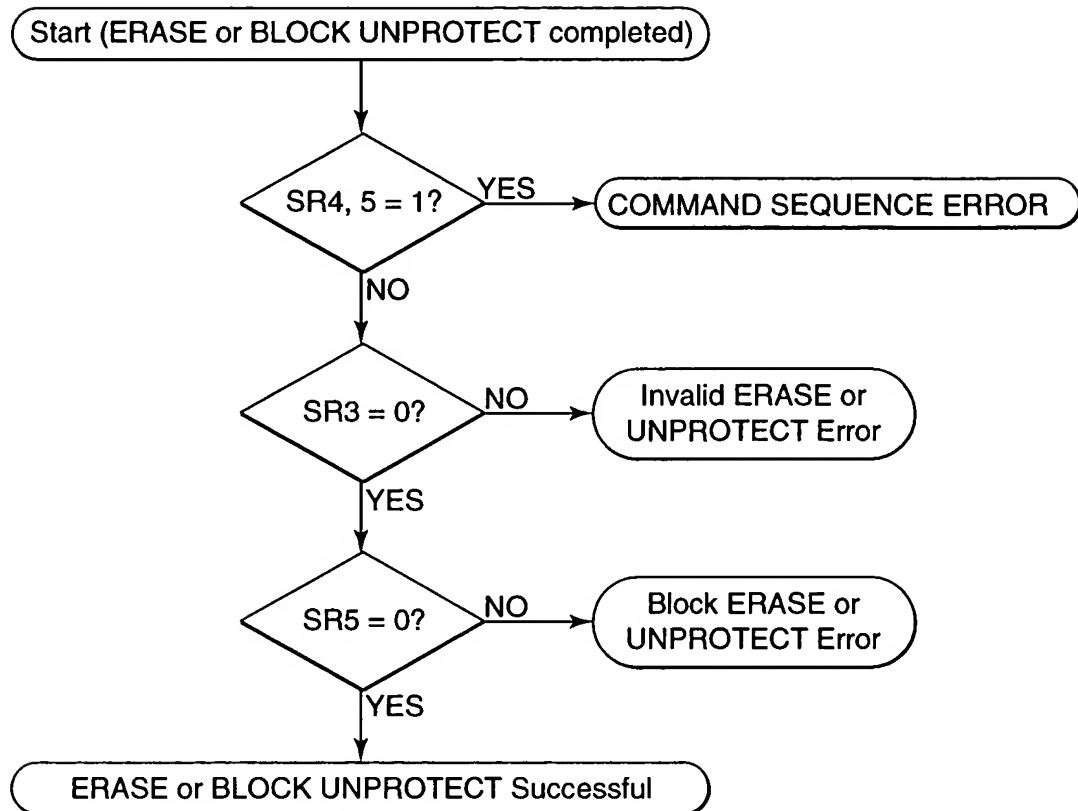 Start (ERASE or BLOCK UNPROTECT completed)
SR4, 5 = 1?
YES
COMMAND SEQUENCE ERROR
NO
SR3 = 0?
NO
Invalid ERASE or
UNPROTECT Error
YES
SR5 = 0?
NO
Block ERASE or
UNPROTECT Error
YES
ERASE or BLOCK UNPROTECT Successful